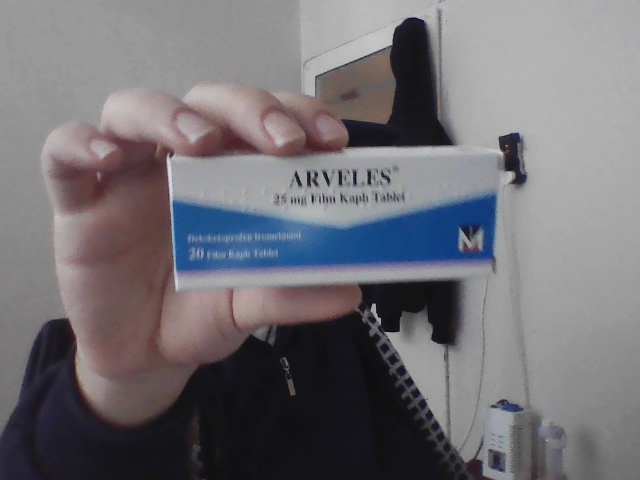 ARVELES®
25 mg Film Kaplı Tablet
Deksketoprofen trometamol
20 Film Kaplı Tablet
M